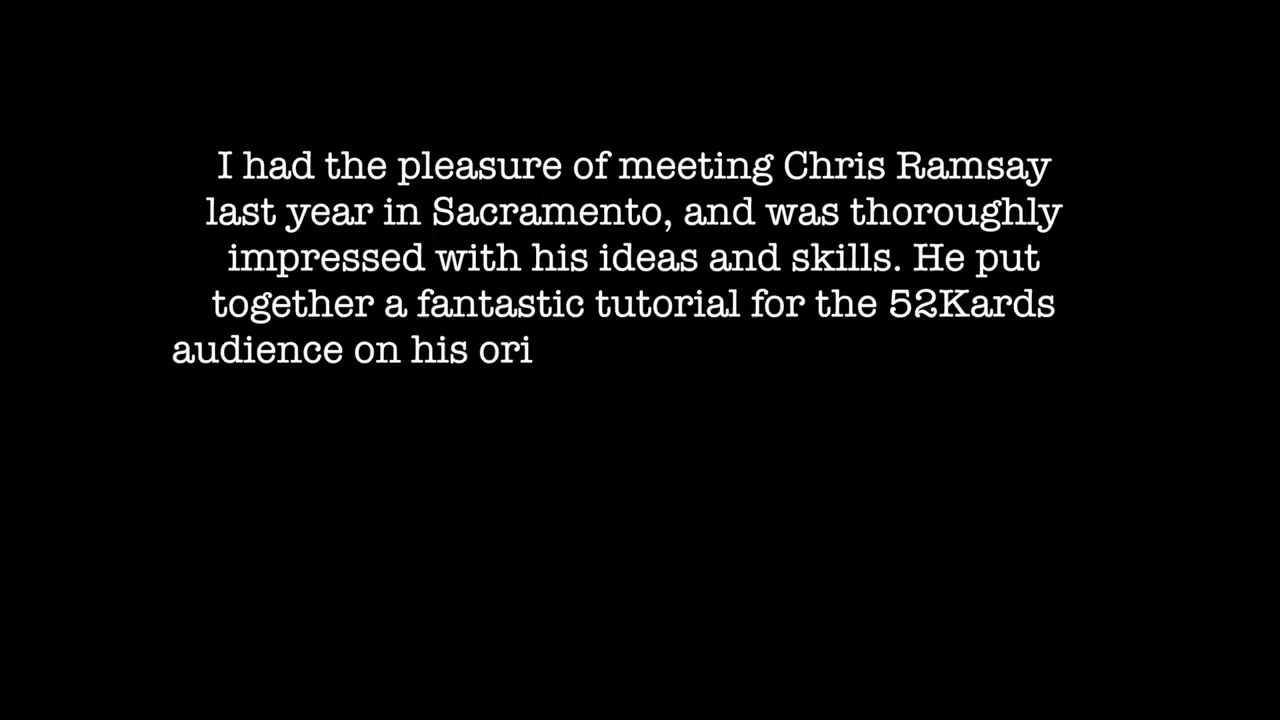 I had the pleasure of meeting Chris Ramsay
last year in Sacramento, and was thoroughly
impressed with his ideas and skills. He put
together a fantastic tutorial for the 52Kards
audience on his ori